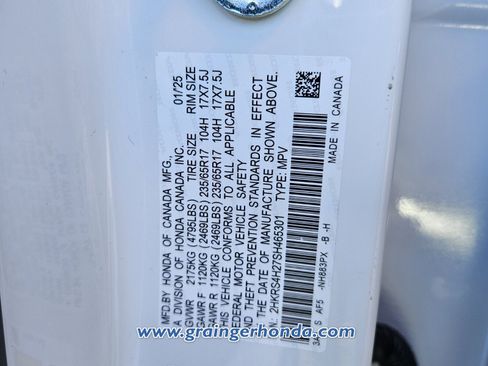 MFD.BY HONDA OF CANADA MFG., 01/25
A DIVISION OF HONDA CANADA INC.
TIRE SIZE RIM SIZE
GVWR 2175KG (4795LBS)
GAWR F 1120KG (2469LBS) 235/65R17 104H 17X7.5J
GAWR R 1120KG (2469LBS) 235/65R17 104H 17X7.5J
THIS VEHICLE CONFORMS TO ALL APPLICABLE
FEDERAL MOTOR VEHICLE SAFETY
AND THEFT PREVENTION STANDARDS IN EFFECT
ON THE DATE OF MANUFACTURE SHOWN ABOVE.
2HKRS4H27SH465301 TYPE: MPV
S AF5 -NH883PX -B -H
MADE IN CANADA
www.graingerhonda.com